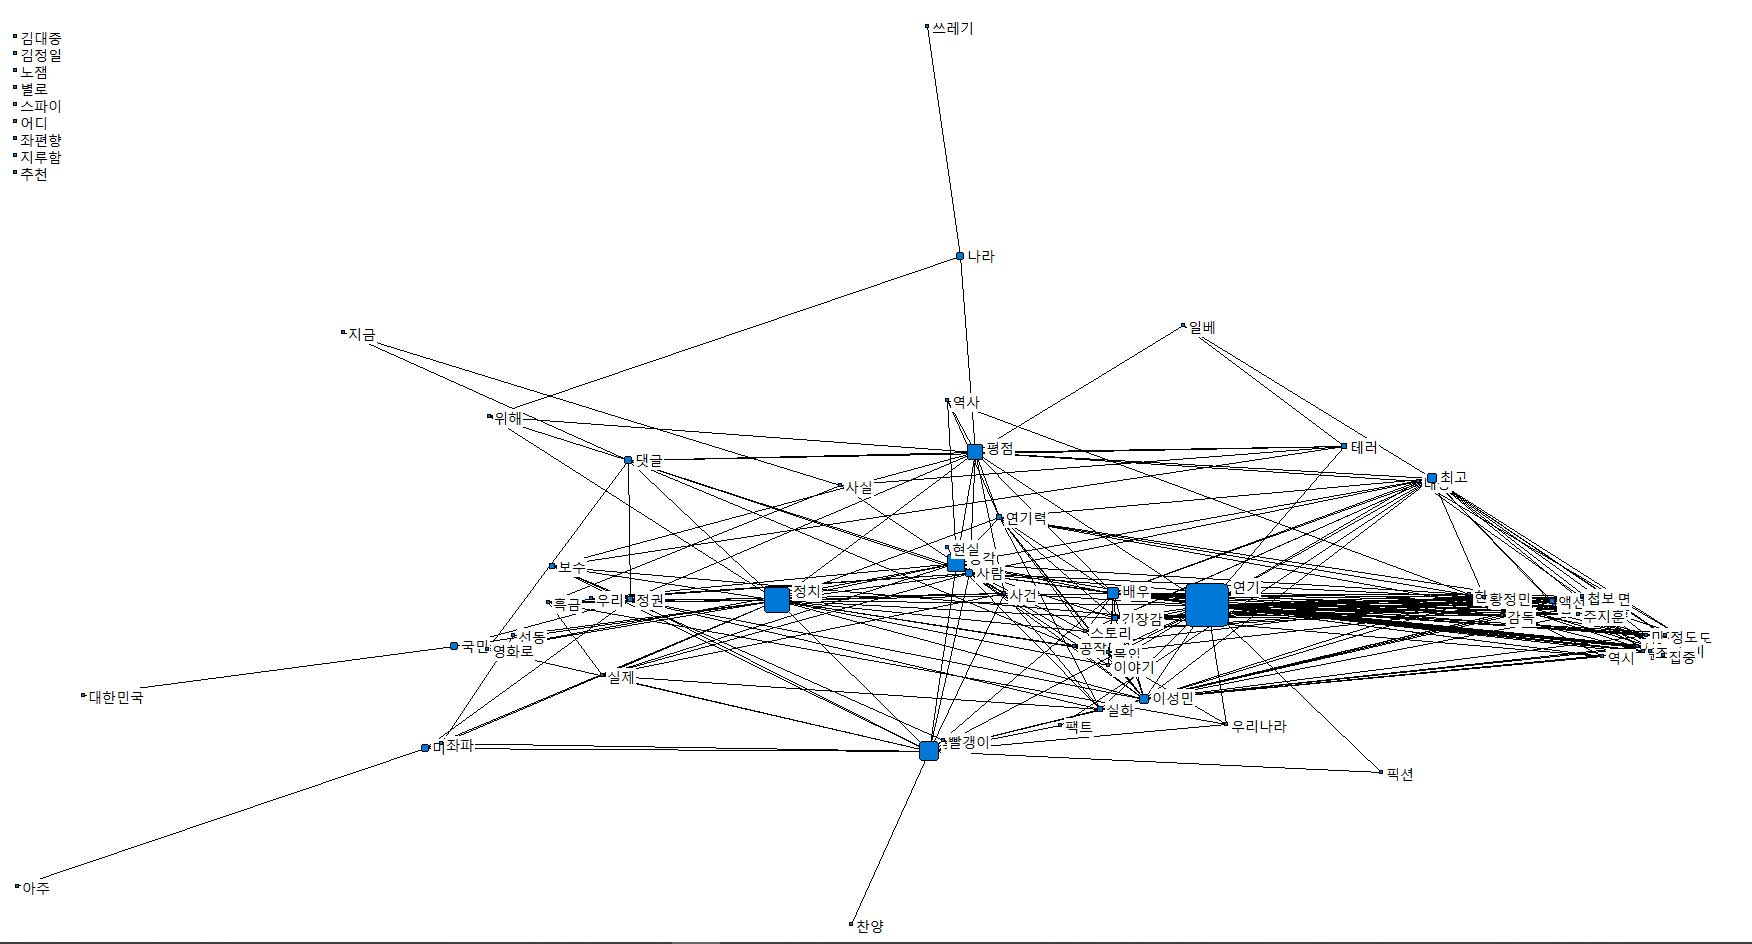 쓰레기
김대중
김정일
노잼
별로
스파이
어디
좌편향
지루함
추천
나라
지금
일베
역사
위해
평점
테러
댓글
최고
사실
연기력
현실
사람
보수
정치
사건
배우
연기
황정민
액션
첩보
면
흑금
우리
정권
감독
주지훈
긴장감
스토리
선동
정도
국민
영화로
공작
이야기
역시
집중
실제
대한민국
이성민
실화
팩트
우리나라
좌파
빨갱이
픽션
아주
찬양